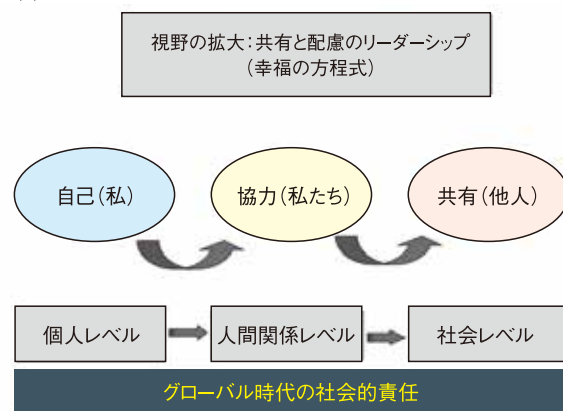 視野の拡大：共有と配慮のリーダーシップ
（幸福の方程式）
自己（私）
協力（私たち）
共有（他人）
個人レベル
人間関係レベル
社会レベル
グローバル時代の社会的責任